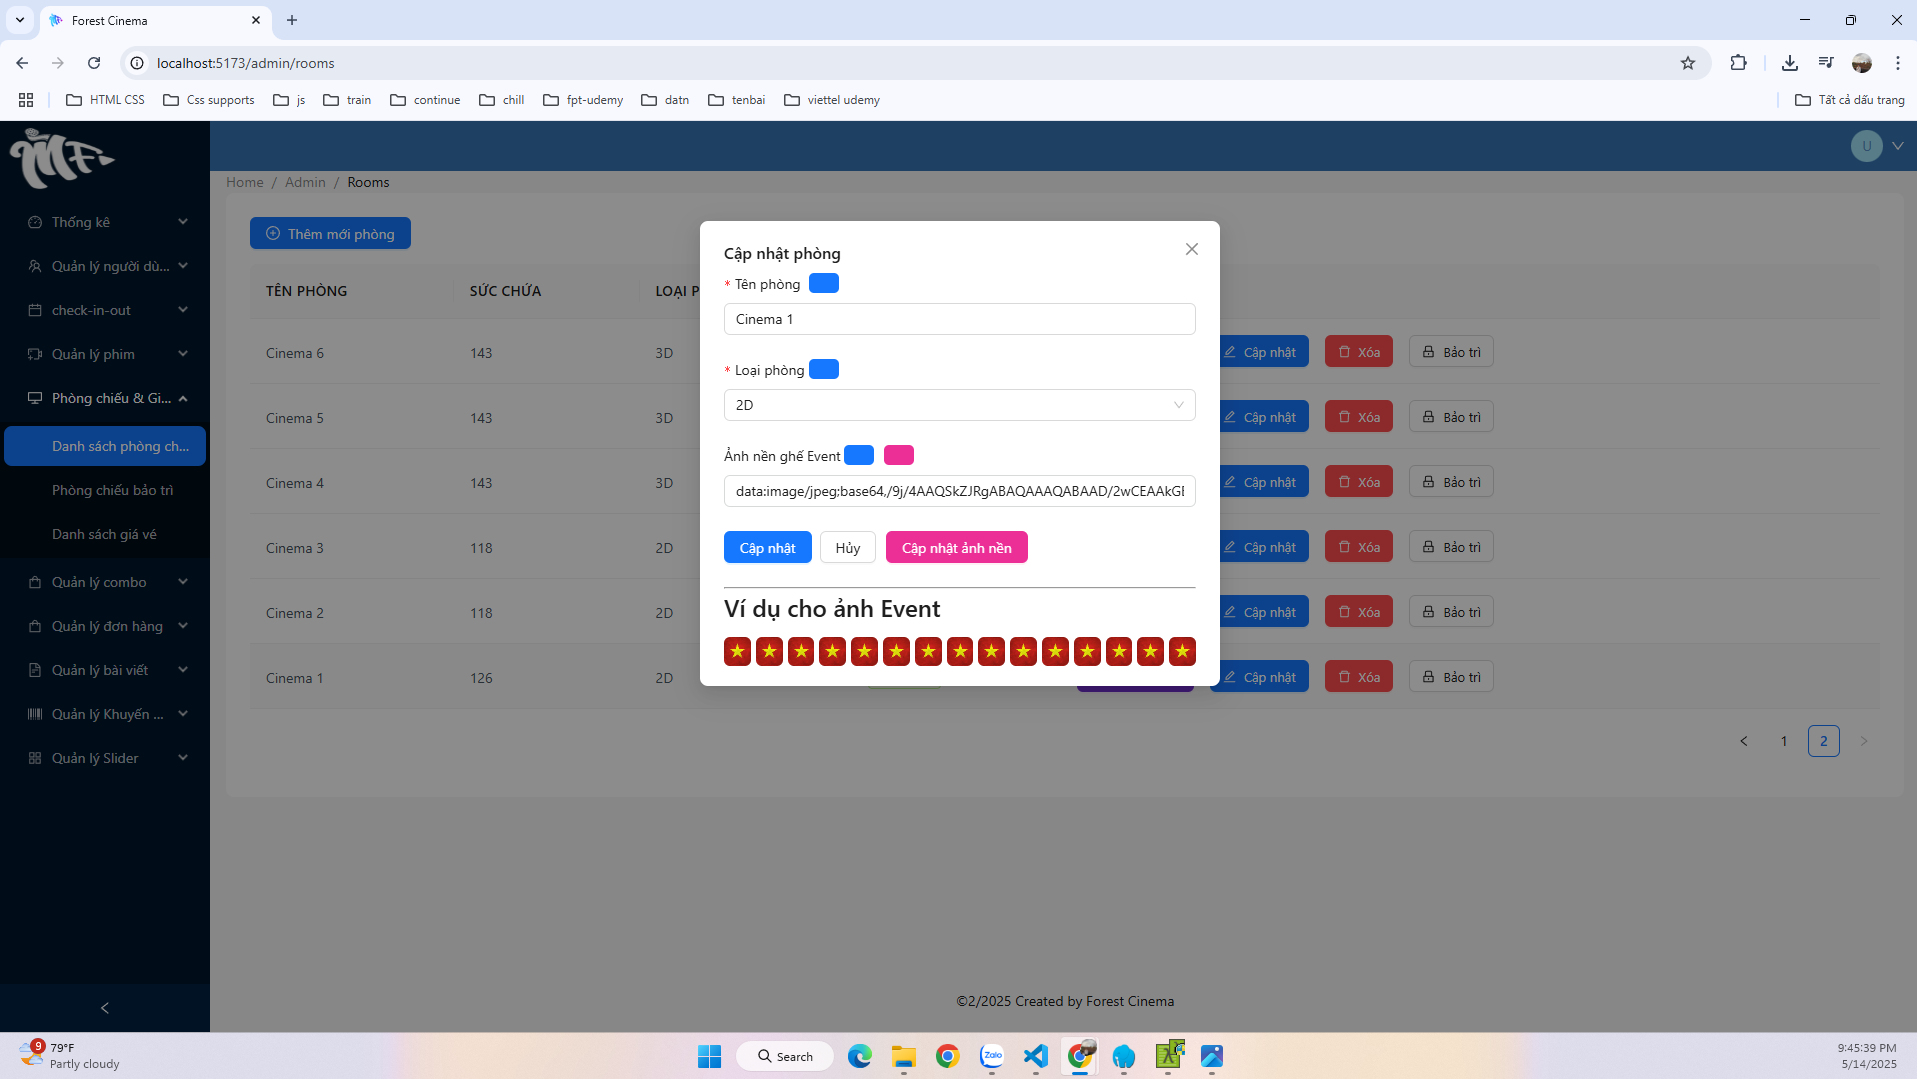 Forest Cinema
localhost:5173/admin/rooms
HTML CSS
Css supports
js
train
continue
chill
fpt-udemy
datn
tenbai
viettel udemy
Tất cả dấu trang
MF
U
Home / Admin / Rooms
Thống kê
Quản lý người dù...
check-in-out
Quản lý phim
Phòng chiếu & Gi...
Danh sách phòng ch...
Phòng chiếu bảo trì
Danh sách giá vé
Quản lý combo
Quản lý đơn hàng
Quản lý bài viết
Quản lý Khuyến ...
Quản lý Slider
Thêm mới phòng
TÊN PHÒNG SỨC CHỨA LOẠI P
Cinema 6 143 3D Cập nhật Xóa Bảo trì
Cinema 5 143 3D Cập nhật Xóa Bảo trì
Cinema 4 143 3D Cập nhật Xóa Bảo trì
Cinema 3 118 2D Cập nhật Xóa Bảo trì
Cinema 2 118 2D Cập nhật Xóa Bảo trì
Cinema 1 126 2D Cập nhật Xóa Bảo trì
1 2
Cập nhật phòng
* Tên phòng
Cinema 1
* Loại phòng
2D
Ảnh nền ghế Event
data:image/jpeg;base64,/9j/4AAQSkZJRgABAQAAAQABAAD/2wCEAAkGE
Cập nhật Hủy Cập nhật ảnh nền
Ví dụ cho ảnh Event
©2/2025 Created by Forest Cinema
9
79°F
Partly cloudy
Search
Zalo
9:45:39 PM
5/14/2025